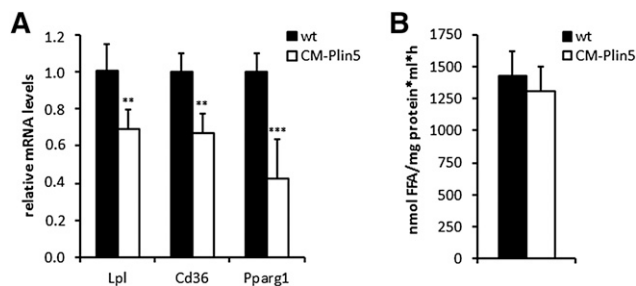 A
relative mRNA levels
1.2
1.0
0.8
0.6
0.4
0.2
0.0
wt
CM-Plin5
**
**
***
Lpl
Cd36
Pparg1
B
nmol FFA/mg protein*ml*h
1750
1500
1250
1000
750
500
250
0
wt
CM-Plin5